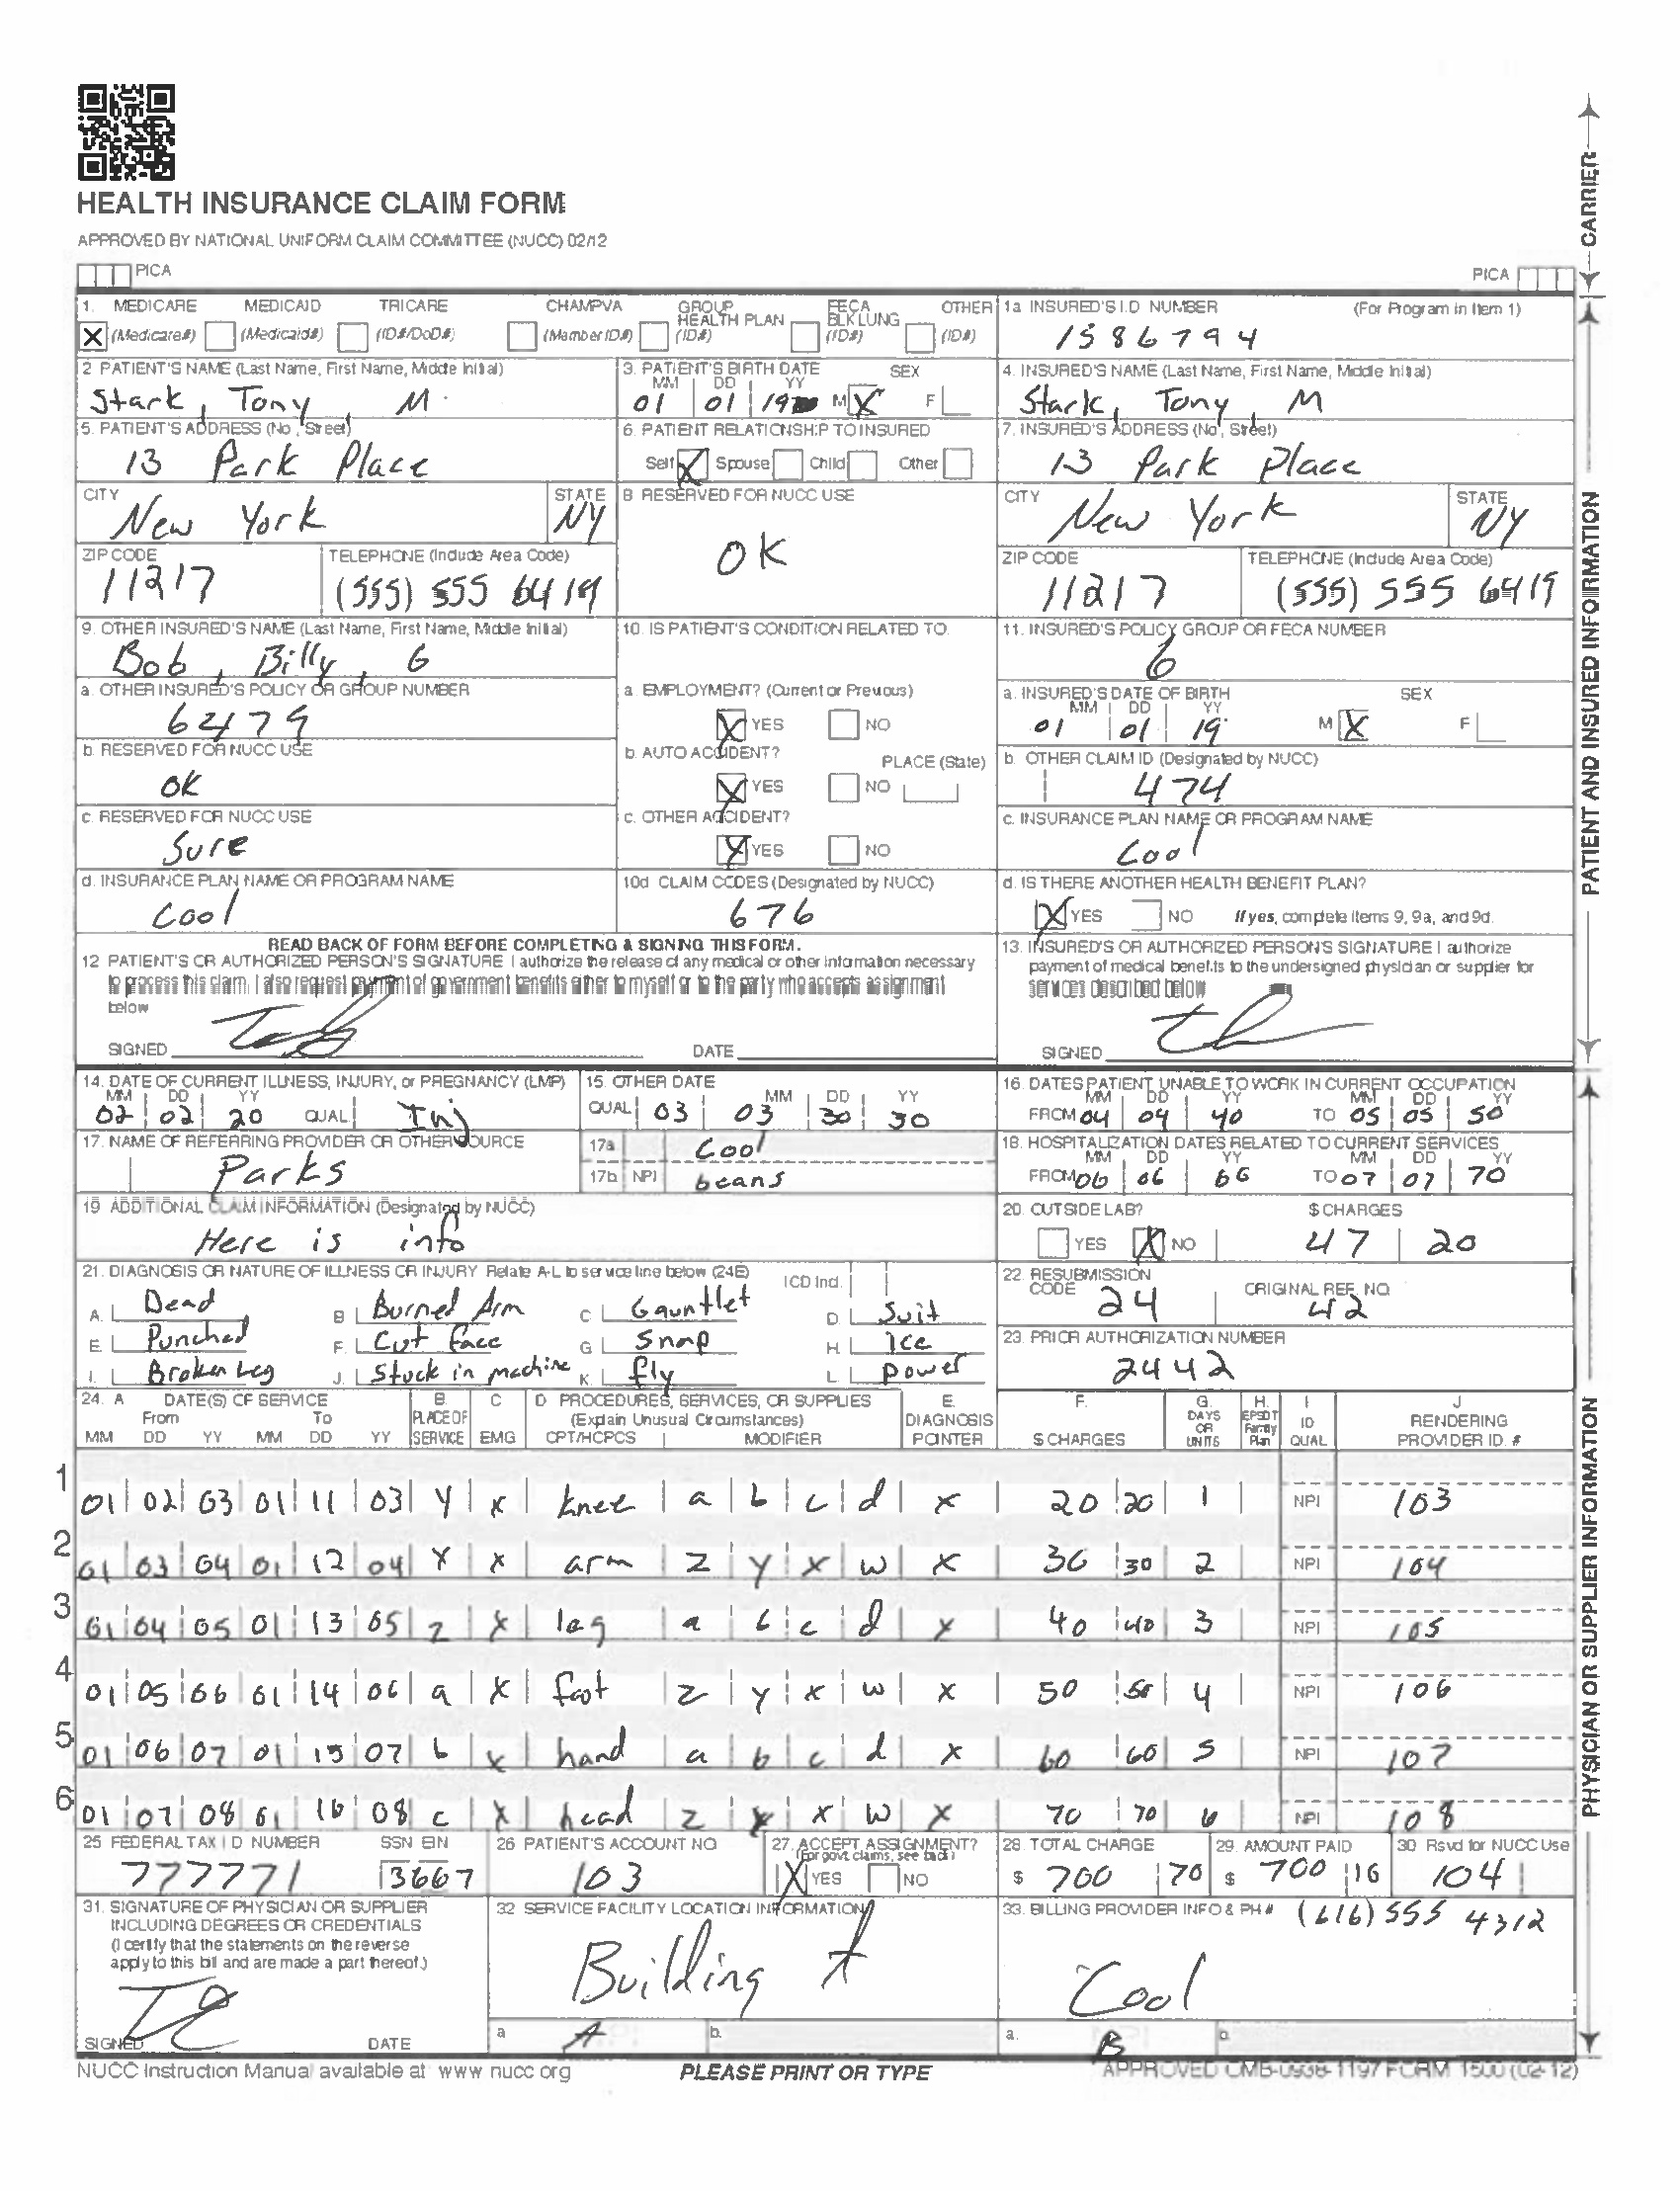 HEALTH INSURANCE CLAIM FORM
APPROVED BY NATIONAL UNIFORM CLAIM COMMITTEE (NUCC) 02/12
PICA PICA
CARRIER
1. MEDICARE MEDICAID TRICARE CHAMPVA GROUP HEALTH PLAN FECA BLK LUNG OTHER 1a INSURED'S I.D NUMBER (For Program in Item 1)
X (Medicare#) (Medicaid#) (ID#/DoD#) (Member ID#) (ID#) (ID#) (ID#) 1586794
2 PATIENT'S NAME (Last Name, First Name, Middle Initial) 3. PATIENT'S BIRTH DATE SEX 4. INSURED'S NAME (Last Name, First Name, Middle Initial)
MM DD YY
Stark, Tony, M 01 01 19 M X F Stark, Tony, M
5. PATIENT'S ADDRESS (No, Street) 6. PATIENT RELATIONSHIP TO INSURED 7. INSURED'S ADDRESS (No, Street)
13 Park Place Self X Spouse Child Other 13 Park Place
CITY STATE 8 RESERVED FOR NUCC USE CITY STATE
New York NY OK New York NY
ZIP CODE TELEPHONE (Include Area Code) ZIP CODE TELEPHONE (Include Area Code)
11217 (555) 555 6419 11217 (555) 555 6419
9. OTHER INSURED'S NAME (Last Name, First Name, Middle Initial) 10. IS PATIENT'S CONDITION RELATED TO. 11. INSURED'S POLICY GROUP OR FECA NUMBER
Bob, Billy, G 6
a. OTHER INSURED'S POLICY OR GROUP NUMBER a. EMPLOYMENT? (Current or Previous) a. INSURED'S DATE OF BIRTH SEX
MM DD YY
6479 X YES NO 01 01 19 M X F
b. RESERVED FOR NUCC USE b. AUTO ACCIDENT? PLACE (State) b. OTHER CLAIM ID (Designated by NUCC)
OK X YES NO 474
c. RESERVED FOR NUCC USE c. OTHER ACCIDENT? c. INSURANCE PLAN NAME OR PROGRAM NAME
Sure X YES NO Cool
d. INSURANCE PLAN NAME OR PROGRAM NAME 10d CLAIM CODES (Designated by NUCC) d. IS THERE ANOTHER HEALTH BENEFIT PLAN?
Cool 676 X YES NO If yes, complete items 9, 9a, and 9d.
PATIENT AND INSURED INFORMATION
READ BACK OF FORM BEFORE COMPLETING & SIGNING THIS FORM.
12 PATIENT'S OR AUTHORIZED PERSON'S SIGNATURE I authorize the release of any medical or other information necessary
to process this claim. I also request payment of government benefits either to myself or to the party who accepts assignment
below
SIGNED DATE
13. INSURED'S OR AUTHORIZED PERSON'S SIGNATURE I authorize
payment of medical benefits to the undersigned physician or supplier for
services described below
SIGNED
14. DATE OF CURRENT ILLNESS, INJURY, or PREGNANCY (LMP) 15. OTHER DATE 16. DATES PATIENT UNABLE TO WORK IN CURRENT OCCUPATION
MM DD YY MM DD YY MM DD YY MM DD YY
02 02 20 QUAL Inj QUAL 03 03 30 30 FROM 04 04 40 TO 05 05 50
17. NAME OF REFERRING PROVIDER OR OTHER SOURCE 17a Cool 18. HOSPITALIZATION DATES RELATED TO CURRENT SERVICES
MM DD YY MM DD YY
Parks 17b NPI beans FROM 06 06 66 TO 07 07 70
19 ADDITIONAL CLAIM INFORMATION (Designated by NUCC) 20. OUTSIDE LAB? $ CHARGES
Here is info YES X NO 47 20
21. DIAGNOSIS OR NATURE OF ILLNESS OR INJURY Relate A-L to service line below (24E) ICD Ind. 22. RESUBMISSION CODE ORIGINAL REF. NO.
A. Dead B Burned Arm C Gauntlet D. Suit 24 42
E. Punched F. Cut face G Snap H. Ice 23. PRIOR AUTHORIZATION NUMBER
I. Broken Leg J. Stuck in machine K. fly L. power 2442
24. A DATE(S) OF SERVICE B. C D PROCEDURES, SERVICES, OR SUPPLIES E. F. G. H. I J
From To PLACE OF (Explain Unusual Circumstances) DIAGNOSIS DAYS OR EPSDT Family ID RENDERING
MM DD YY MM DD YY SERVICE EMG CPT/HCPCS MODIFIER POINTER $ CHARGES UNITS Plan QUAL PROVIDER ID. #
1 01 02 03 01 11 03 Y x knee a b c d x 20 20 1 NPI 103
2 01 03 04 01 12 04 Y x arm z y x w x 30 30 2 NPI 104
3 01 04 05 01 13 05 z x leg a b c d x 40 40 3 NPI 105
4 01 05 06 01 14 06 a x foot z y x w x 50 50 4 NPI 106
5 01 06 07 01 15 07 b x hand a b c d x 60 60 5 NPI 107
6 01 07 08 01 16 08 c x head z y x w x 70 70 6 NPI 108
25 FEDERAL TAX I D NUMBER SSN EIN 26 PATIENT'S ACCOUNT NO 27. ACCEPT ASSIGNMENT? 28. TOTAL CHARGE 29. AMOUNT PAID 30 Rsvd for NUCC Use
(For govt. claims, see back)
777771 3667 103 X YES NO $ 700 70 $ 700 16 104
31. SIGNATURE OF PHYSICIAN OR SUPPLIER
INCLUDING DEGREES OR CREDENTIALS
(I certify that the statements on the reverse
apply to this bill and are made a part thereof.)
SIGNED DATE
32 SERVICE FACILITY LOCATION INFORMATION
Building A
a A b.
33. BILLING PROVIDER INFO & PH # (616) 555 4312
Cool
a. B
PHYSICIAN OR SUPPLIER INFORMATION
NUCC Instruction Manual available at www nucc org PLEASE PRINT OR TYPE APPROVED OMB-0938-1197 FORM 1500 (02-12)